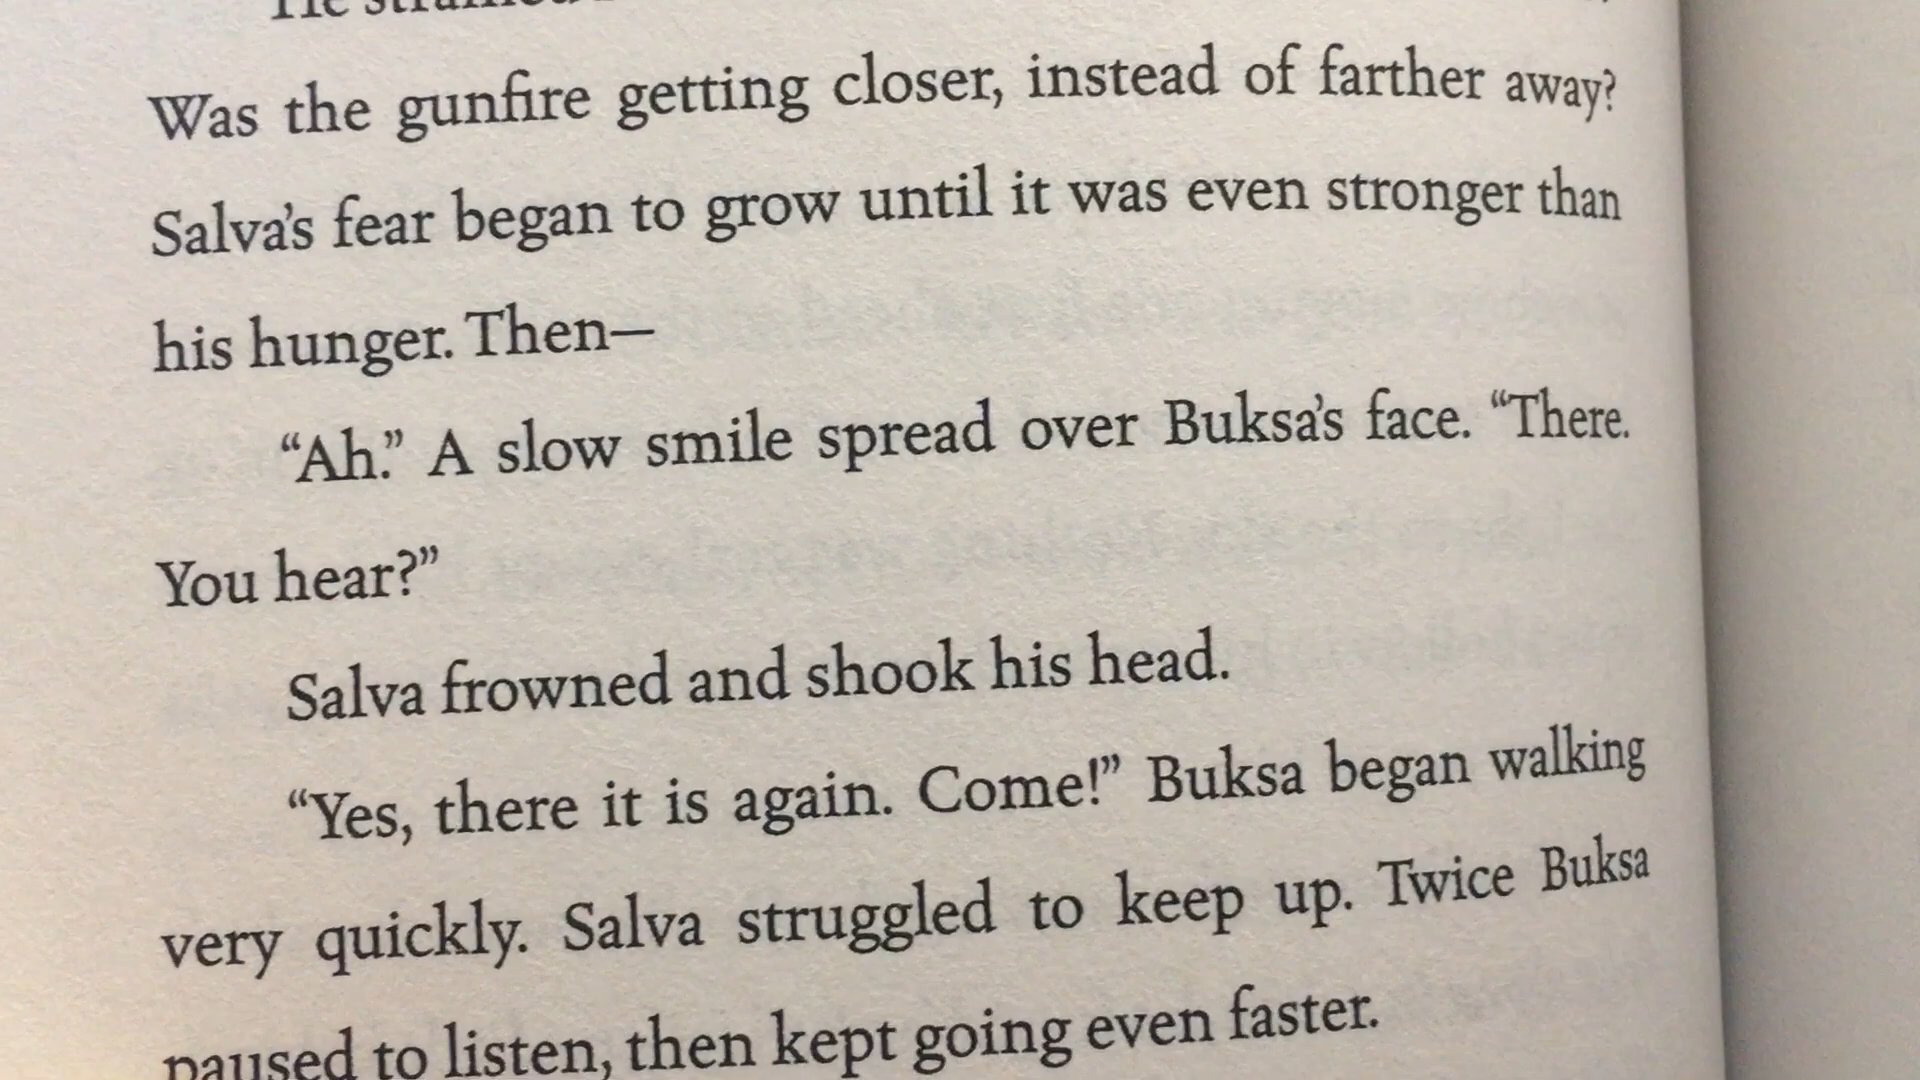 He
Was the gunfire getting closer, instead of farther away?
Salva’s fear began to grow until it was even stronger than
his hunger. Then—
“Ah.” A slow smile spread over Buksa’s face. “There.
You hear?”
Salva frowned and shook his head.
“Yes, there it is again. Come!” Buksa began walking
very quickly. Salva struggled to keep up. Twice Buksa
paused to listen, then kept going even faster.